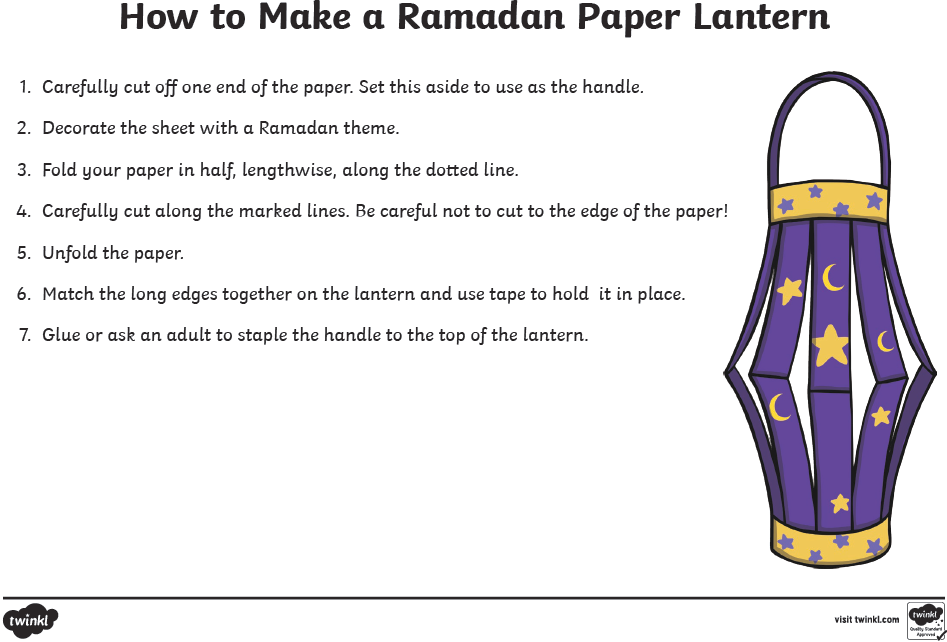 How to Make a Ramadan Paper Lantern
1. Carefully cut off one end of the paper. Set this aside to use as the handle.
2. Decorate the sheet with a Ramadan theme.
3. Fold your paper in half, lengthwise, along the dotted line.
4. Carefully cut along the marked lines. Be careful not to cut to the edge of the paper!
5. Unfold the paper.
6. Match the long edges together on the lantern and use tape to hold  it in place.
7. Glue or ask an adult to staple the handle to the top of the lantern.
twinkl
visit twinkl.com
twinkl
Quality Standard
Approved